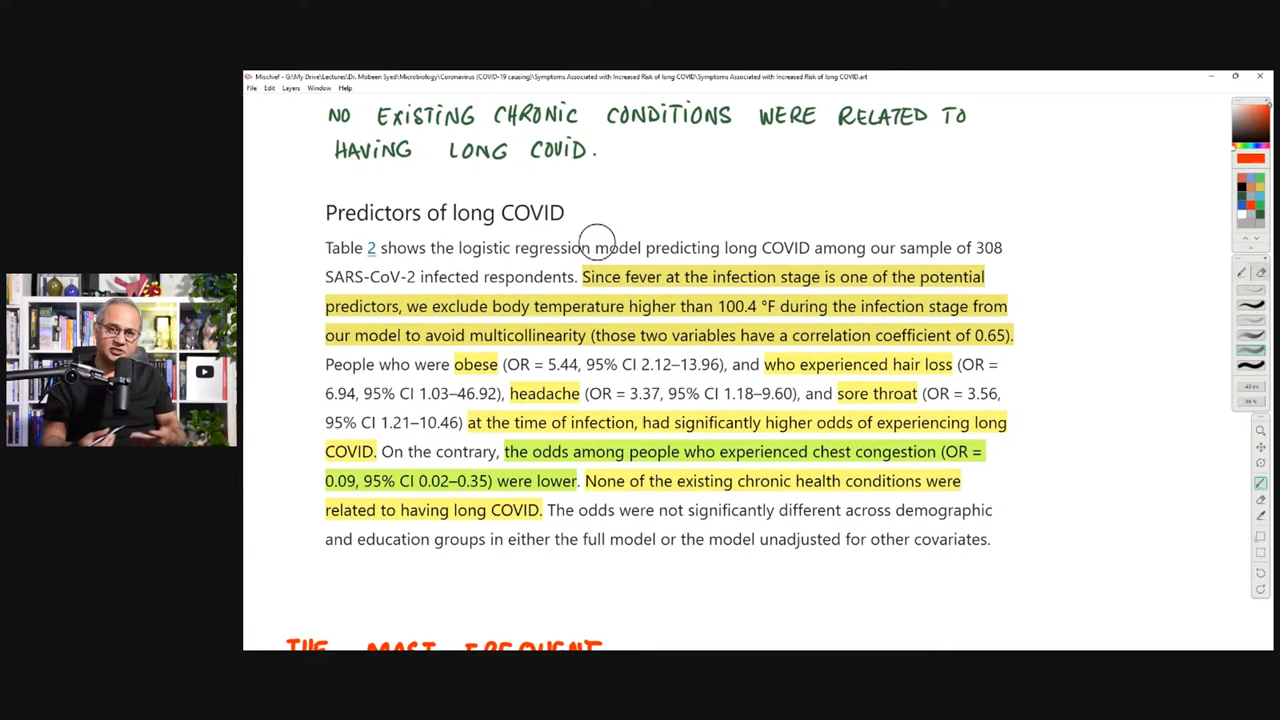 Mischief - G:\My Drive\Lectures\Dr. Mobeen Syed\Microbiology\Coronavirus (COVID-19 causing)\Symptoms Associated with Increased Risk of long COVID\Symptoms Associated with Increased Risk of long COVID.art
File Edit Layers Window Help
NO EXISTING CHRONIC CONDITIONS WERE RELATED TO
HAVING LONG COVID.
Predictors of long COVID
Table 2 shows the logistic regression model predicting long COVID among our sample of 308
SARS-CoV-2 infected respondents. Since fever at the infection stage is one of the potential
predictors, we exclude body temperature higher than 100.4 °F during the infection stage from
our model to avoid multicollinearity (those two variables have a correlation coefficient of 0.65).
People who were obese (OR = 5.44, 95% CI 2.12–13.96), and who experienced hair loss (OR =
6.94, 95% CI 1.03–46.92), headache (OR = 3.37, 95% CI 1.18–9.60), and sore throat (OR = 3.56,
95% CI 1.21–10.46) at the time of infection, had significantly higher odds of experiencing long
COVID. On the contrary, the odds among people who experienced chest congestion (OR =
0.09, 95% CI 0.02–0.35) were lower. None of the existing chronic health conditions were
related to having long COVID. The odds were not significantly different across demographic
and education groups in either the full model or the model unadjusted for other covariates.
THE MOST FREQUENT